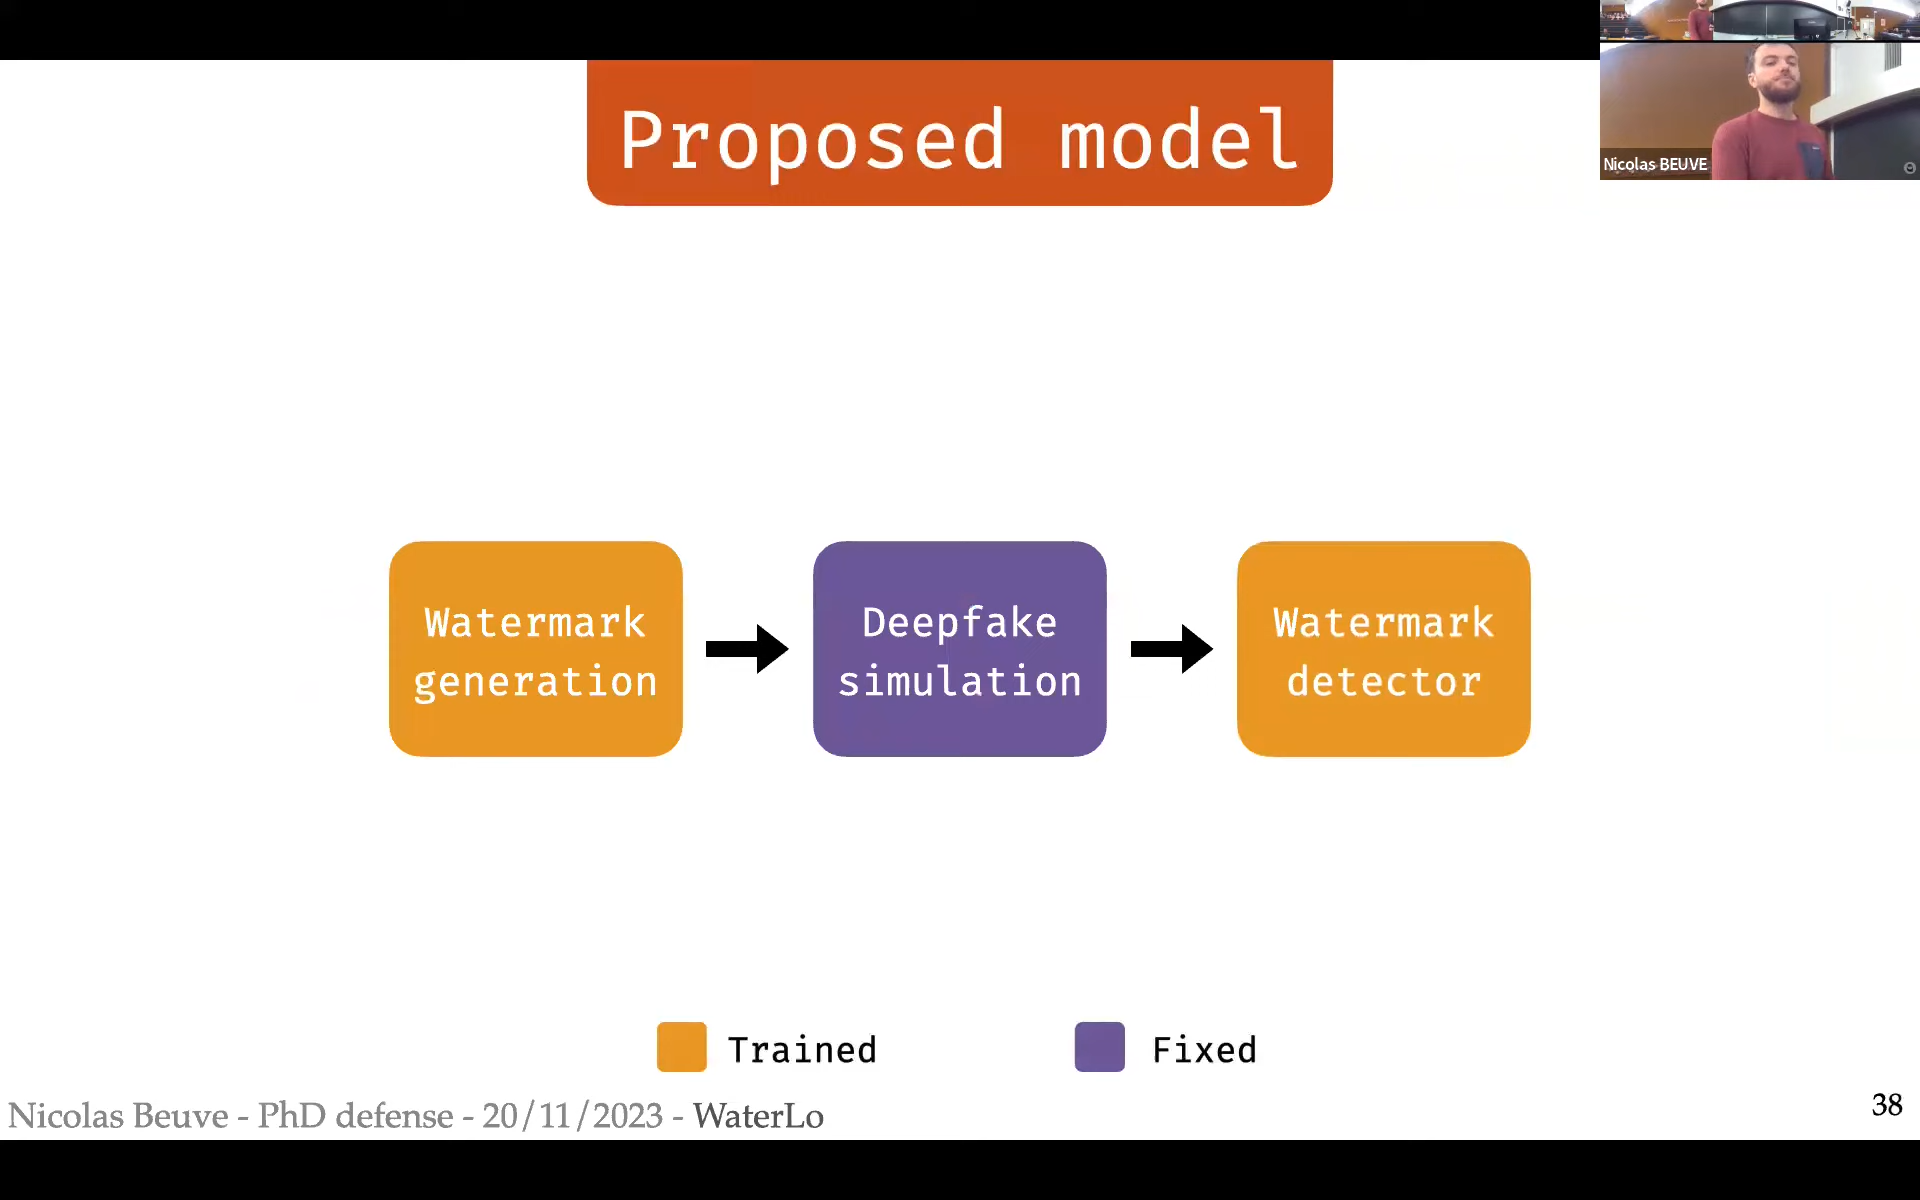 Proposed model
Nicolas BEUVE
Watermark
generation
Deepfake
simulation
Watermark
detector
Trained
Fixed
Nicolas Beuve - PhD defense - 20/11/2023 - WaterLo
38